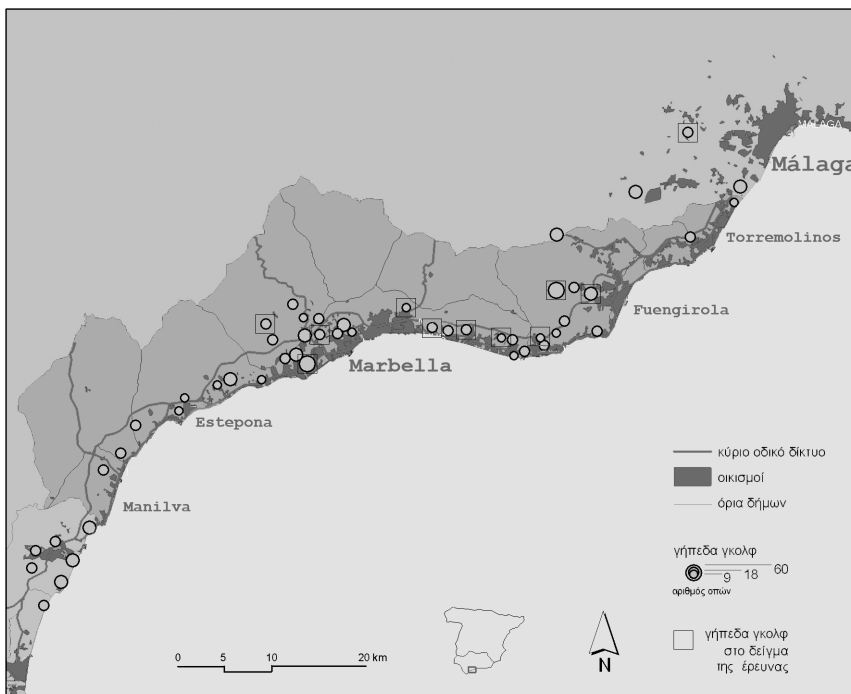 MÁLAGA
Málaga
Torremolinos
Fuengirola
Marbella
Estepona
Manilva
κύριο οδικό δίκτυο
οικισμοί
όρια δήμων
γήπεδα γκολφ
9 18 60
αριθμός οπών
γήπεδα γκολφ
στο δείγμα
της έρευνας
0 5 10 20 km
N